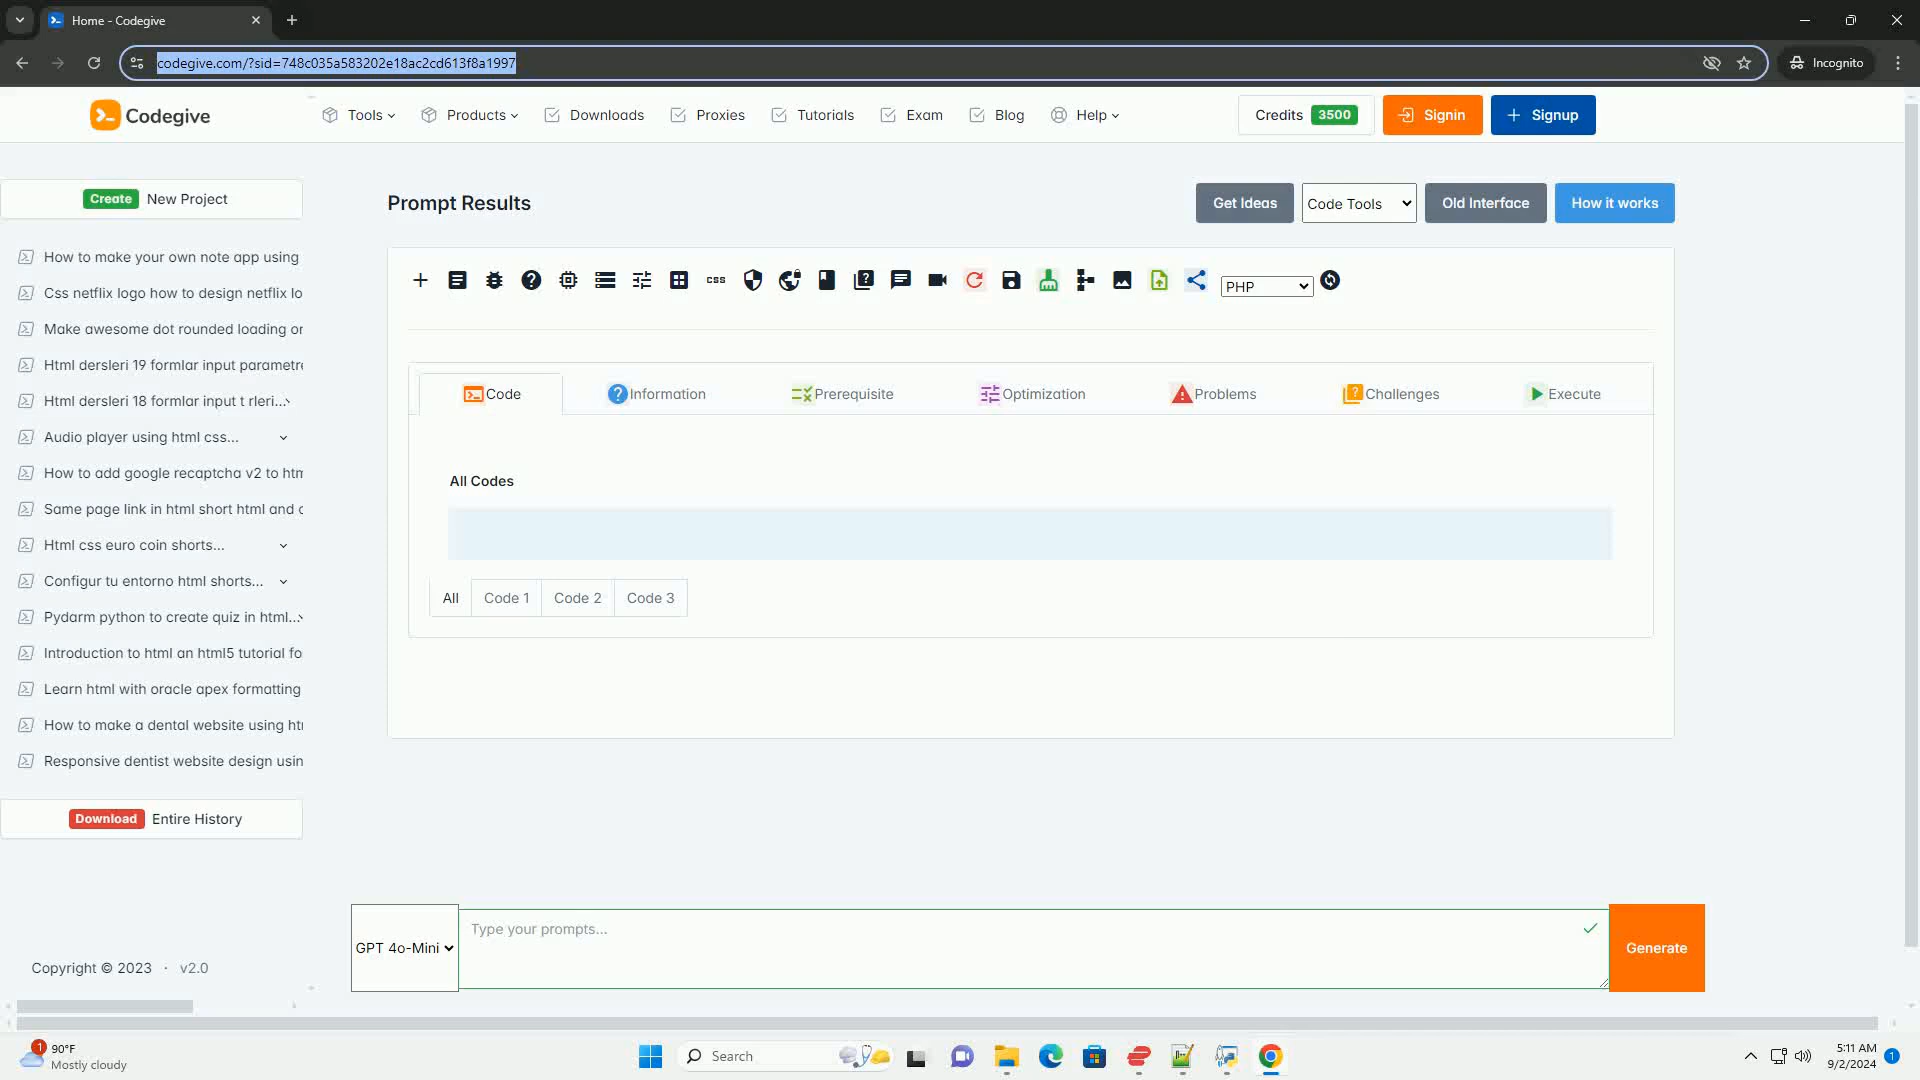 Home - Codegive
codegive.com/?sid=748c035a583202e18ac2cd613f8a1997
Incognito
Codegive
Tools
Products
Downloads
Proxies
Tutorials
Exam
Blog
Help
Credits 3500
Signin
Signup
Create New Project
How to make your own note app using
Css netflix logo how to design netflix lo
Make awesome dot rounded loading or
Html dersleri 19 formlar input parametre
Html dersleri 18 formlar input t rleri...
Audio player using html css...
How to add google recaptcha v2 to htm
Same page link in html short html and c
Html css euro coin shorts...
Configur tu entorno html shorts...
Pydarm python to create quiz in html...
Introduction to html an html5 tutorial fo
Learn html with oracle apex formatting
How to make a dental website using ht
Responsive dentist website design usin
Download Entire History
Copyright © 2023 · v2.0
Prompt Results
Get Ideas
Code Tools
Old Interface
How it works
css
PHP
Code
Information
Prerequisite
Optimization
Problems
Challenges
Execute
All Codes
All
Code 1
Code 2
Code 3
GPT 4o-Mini
Type your prompts...
Generate
1
90°F
Mostly cloudy
Search
5:11 AM
9/2/2024
1